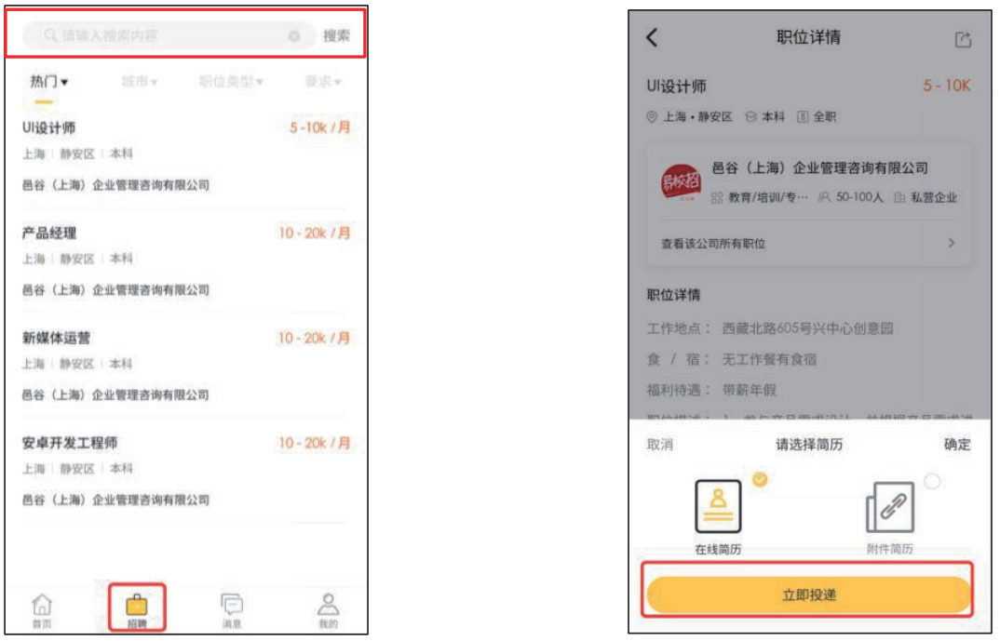 请输入搜索内容 搜索
热门 城市 职位类型 要求
UI设计师 5-10k/月
上海 静安区 本科
邑谷（上海）企业管理咨询有限公司
产品经理 10-20k/月
上海 静安区 本科
邑谷（上海）企业管理咨询有限公司
新媒体运营 10-20k/月
上海 静安区 本科
邑谷（上海）企业管理咨询有限公司
安卓开发工程师 10-20k/月
上海 静安区 本科
邑谷（上海）企业管理咨询有限公司
首页 招聘 消息 我的
职位详情
UI设计师 5-10K
上海·静安区 本科 全职
易校招
邑谷（上海）企业管理咨询有限公司
教育/培训/专… 50-100人 私营企业
查看该公司所有职位
职位详情
工作地点： 西藏北路605号兴中心创意园
食 / 宿： 无工作餐有食宿
福利待遇： 带薪年假
取消 请选择简历 确定
在线简历 附件简历
立即投递